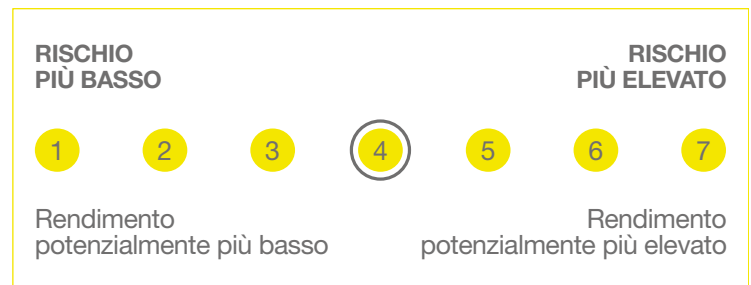 RISCHIO
PIÙ BASSO
RISCHIO
PIÙ ELEVATO
1 2 3 4 5 6 7
Rendimento
potenzialmente più basso
Rendimento
potenzialmente più elevato